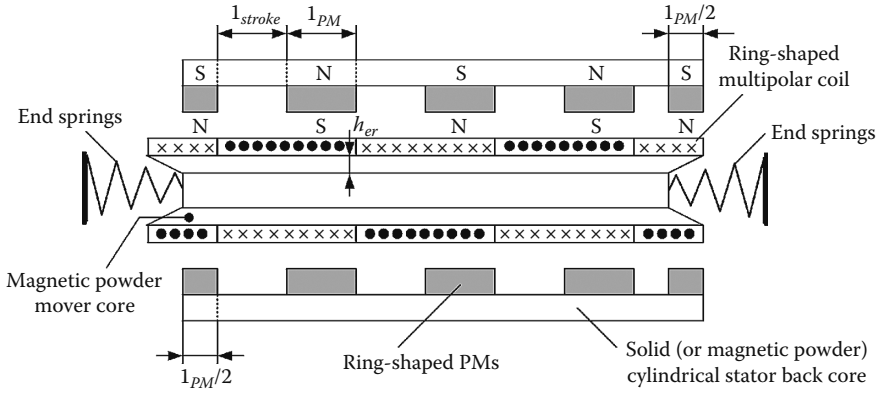 1stroke
1PM
1PM/2
S N S N S
Ring-shaped
multipolar coil
N S N S N
her
End springs
End springs
Magnetic powder
mover core
Ring-shaped PMs
Solid (or magnetic powder)
cylindrical stator back core
1PM/2